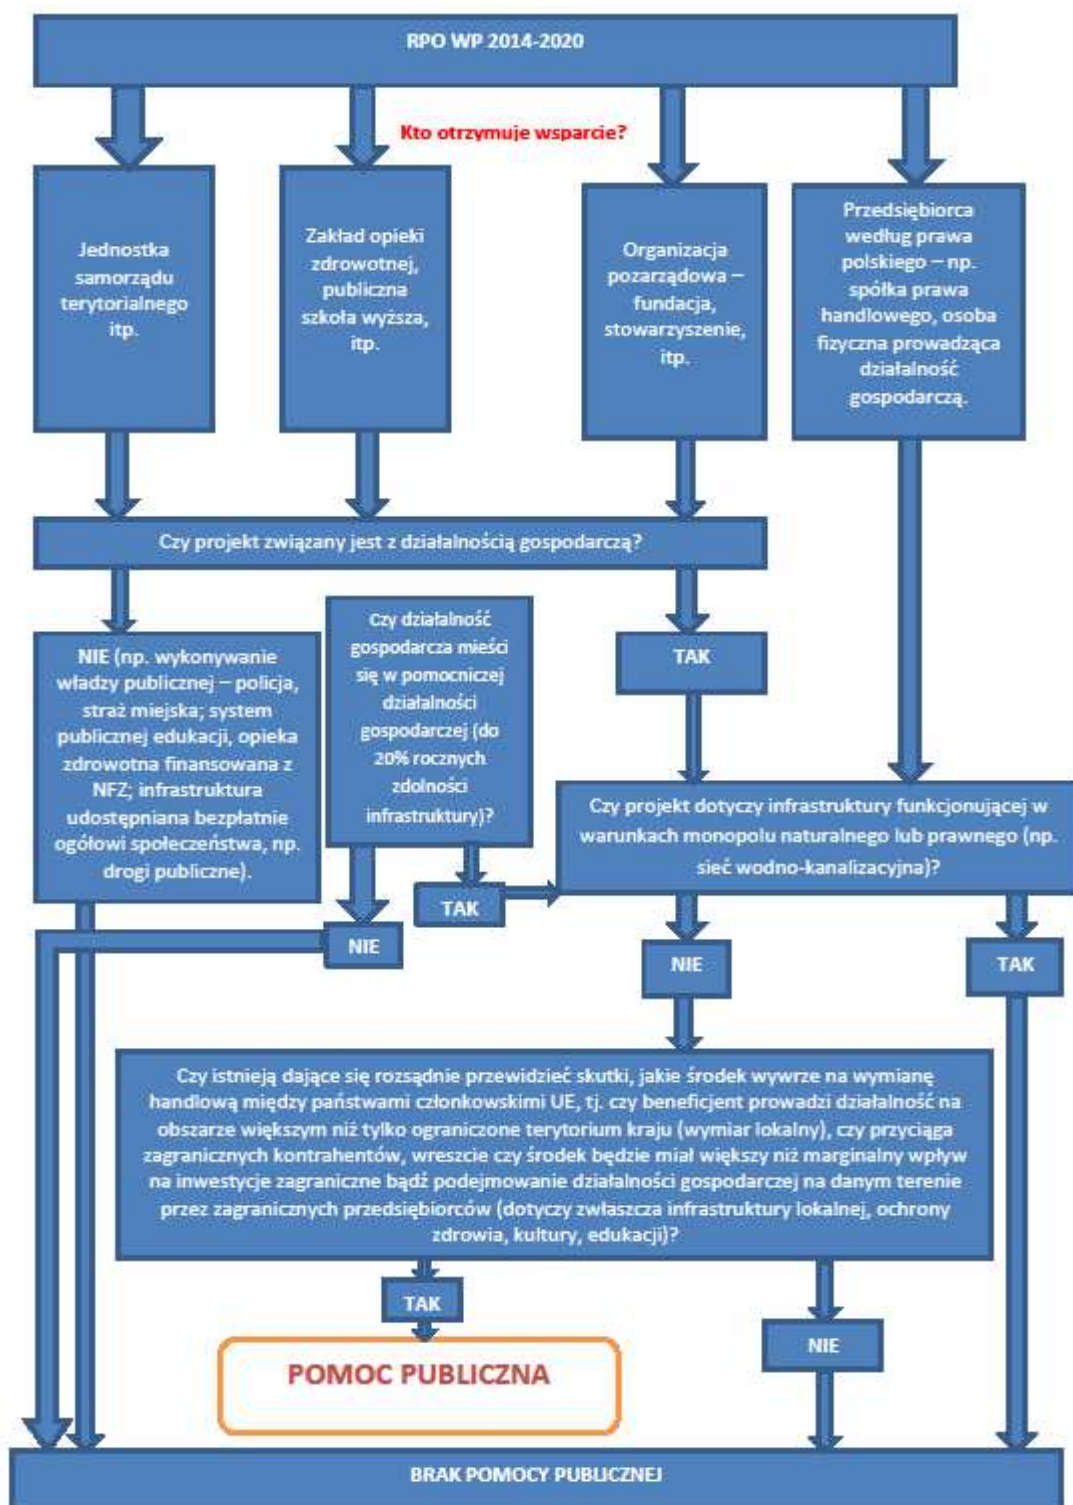 RPO WP 2014-2020
Kto otrzymuje wsparcie?
Jednostka
samorządu
terytorialnego
itp.
Zakład opieki
zdrowotnej,
publiczna
szkoła wyższa,
itp.
Organizacja
pozarządowa –
fundacja,
stowarzyszenie,
itp.
Przedsiębiorca
według prawa
polskiego – np.
spółka prawa
handlowego, osoba
fizyczna prowadząca
działalność
gospodarczą.
Czy projekt związany jest z działalnością gospodarczą?
NIE (np. wykonywanie
władzy publicznej – policja,
straż miejska; system
publicznej edukacji, opieka
zdrowotna finansowana z
NFZ; infrastruktura
udostępniana bezpłatnie
ogółowi społeczeństwa, np.
drogi publiczne).
Czy działalność
gospodarcza mieści
się w pomocniczej
działalności
gospodarczej (do
20% rocznych
zdolności
infrastruktury)?
TAK
Czy projekt dotyczy infrastruktury funkcjonującej w
warunkach monopolu naturalnego lub prawnego (np.
sieć wodno-kanalizacyjna)?
TAK
NIE
NIE
TAK
Czy istnieją dające się rozsądnie przewidzieć skutki, jakie środek wywrze na wymianę
handlową między państwami członkowskimi UE, tj. czy beneficjent prowadzi działalność na
obszarze większym niż tylko ograniczone terytorium kraju (wymiar lokalny), czy przyciąga
zagranicznych kontrahentów, wreszcie czy środek będzie miał większy niż marginalny wpływ
na inwestycje zagraniczne bądź podejmowanie działalności gospodarczej na danym terenie
przez zagranicznych przedsiębiorców (dotyczy zwłaszcza infrastruktury lokalnej, ochrony
zdrowia, kultury, edukacji)?
TAK
NIE
POMOC PUBLICZNA
BRAK POMOCY PUBLICZNEJ